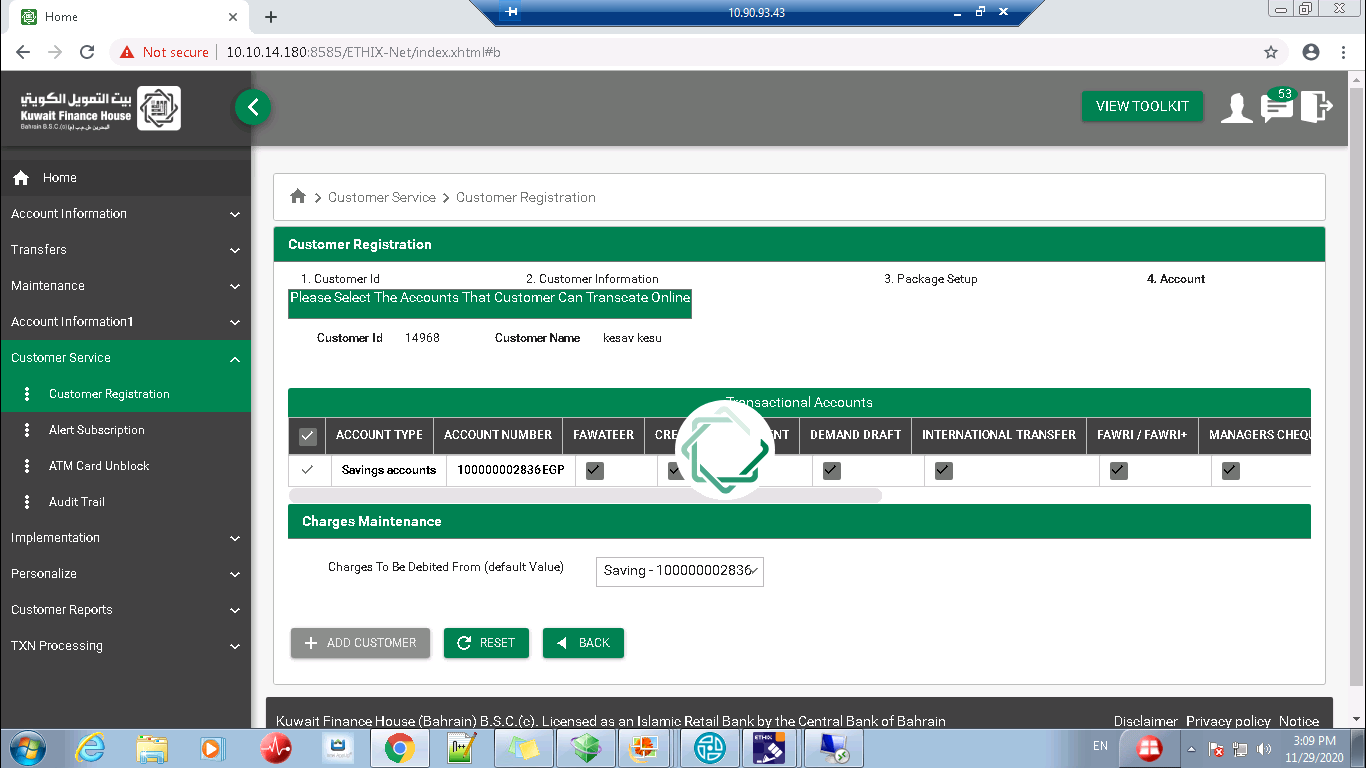 Home
10.90.93.43
Not secure
10.10.14.180:8585/ETHIX-Net/index.xhtml#b
بيت التمويل الكويتي
Kuwait Finance House
Bahrain B.S.C.(c)
VIEW TOOLKIT
53
Home
Account Information
Transfers
Maintenance
Account Information1
Customer Service
Customer Registration
Alert Subscription
ATM Card Unblock
Audit Trail
Implementation
Personalize
Customer Reports
TXN Processing
Customer Service
Customer Registration
Customer Registration
1. Customer Id
2. Customer Information
3. Package Setup
4. Account
Please Select The Accounts That Customer Can Transcate Online
Customer Id 14968 Customer Name kesav kesu
Transactional Accounts
ACCOUNT TYPE ACCOUNT NUMBER FAWATEER CRE NT DEMAND DRAFT INTERNATIONAL TRANSFER FAWRI / FAWRI+ MANAGERS CHEQU
Savings accounts 100000002836EGP
Charges Maintenance
Charges To Be Debited From (default Value) Saving - 100000002836
ADD CUSTOMER RESET BACK
Kuwait Finance House (Bahrain) B.S.C.(c). Licensed as an Islamic Retail Bank by the Central Bank of Bahrain
Disclaimer Privacy policy Notice
ETHIX
EN
3:09 PM
11/29/2020